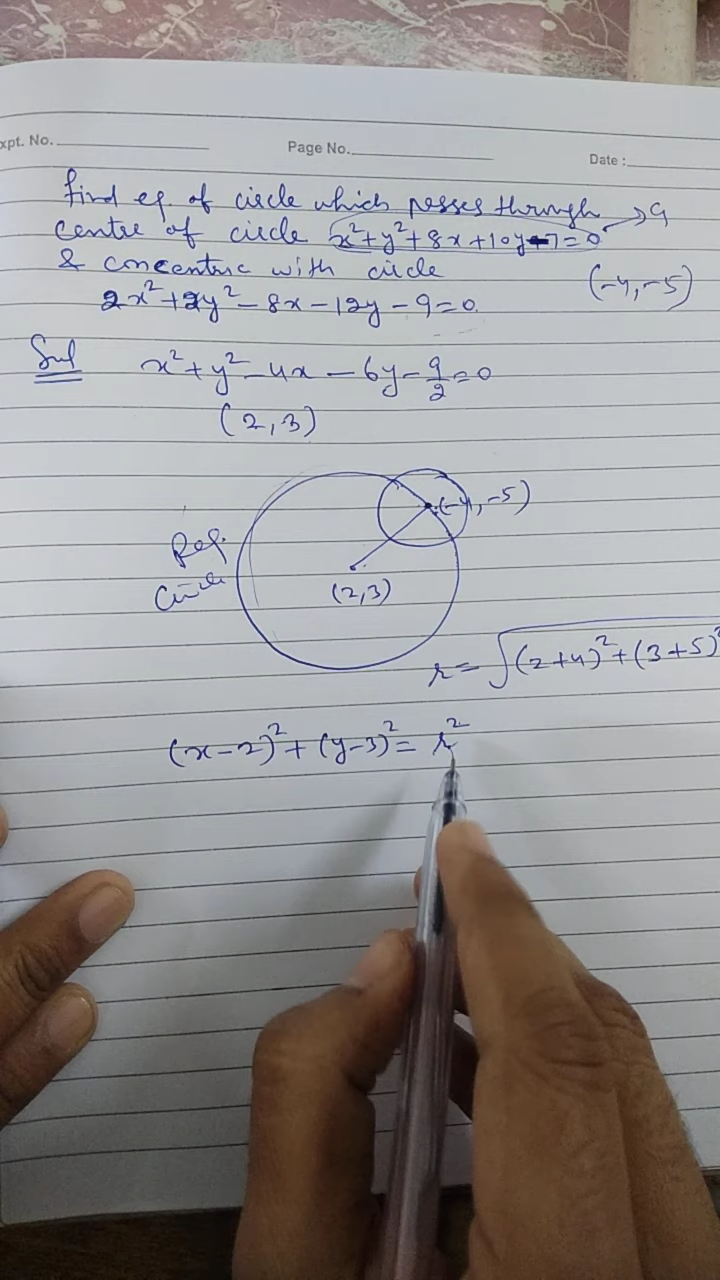 xpt. No.
Page No.
Date :
find eq. of circle which passes through
centre of circle x²+y²+8x+10y-7=0
& concentric with circle
(-4,-5)
2x²+2y²-8x-12y-9=0
Sol x²+y²-4x-6y-9/2=0
(2,3)
(-4,-5)
Req.
Circle
(2,3)
r=√(2+4)²+(3+5)²
(x-2)²+(y-3)²=r²